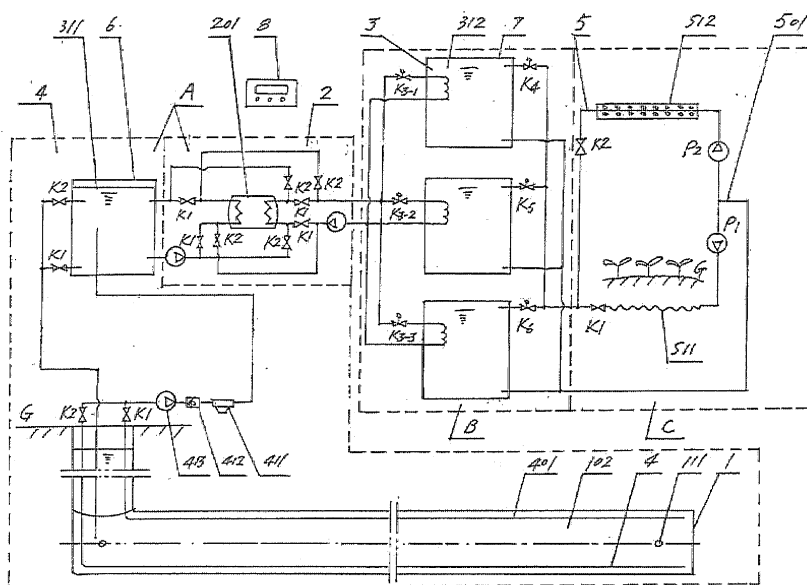 311 6 201 8 3 312 7 5 512 501
4 A 2
K3-1 K4
K2 K2 K2 K2 P2
K1 K1 K3-2 K5
K1 K2 K2 K1 P1
K1 G
K3-3 K6 K1 511
G K2 K1
B C
413 412 411 401 102 4 111 1